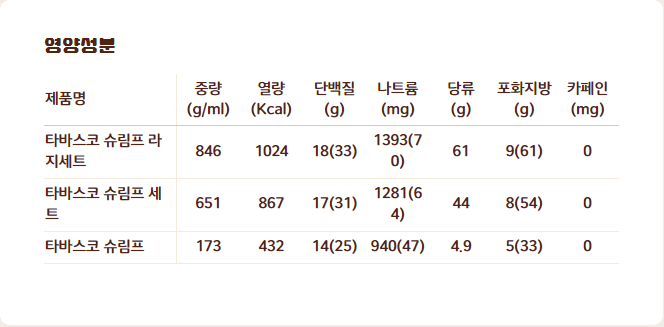 영양성분
제품명 중량 (g/ml) 열량 (Kcal) 단백질 (g) 나트륨 (mg) 당류 (g) 포화지방 (g) 카페인 (mg)
타바스코 슈림프 라지세트 846 1024 18(33) 1393(70) 61 9(61) 0
타바스코 슈림프 세트 651 867 17(31) 1281(64) 44 8(54) 0
타바스코 슈림프 173 432 14(25) 940(47) 4.9 5(33) 0